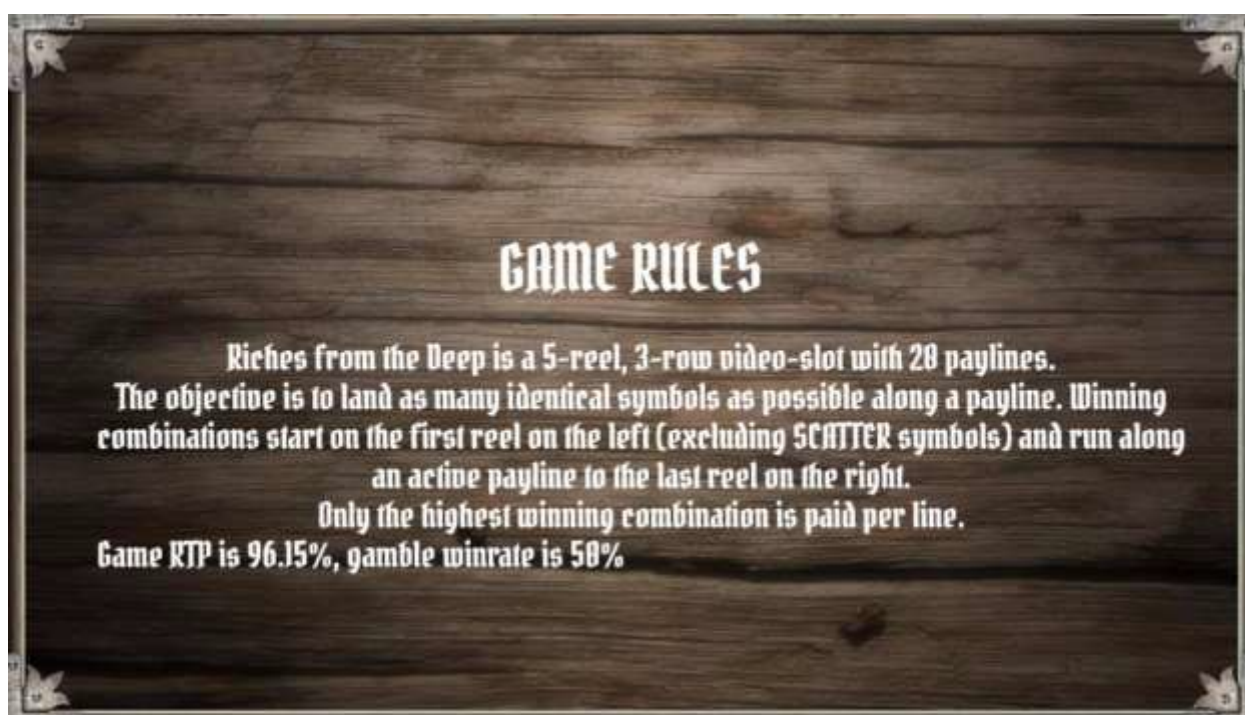 GAME RULES
Riches from the Deep is a 5-reel, 3-row video-slot with 20 paylines.
The objective is to land as many identical symbols as possible along a payline. Winning
combinations start on the first reel on the left (excluding SCATTER symbols) and run along
an active payline to the last reel on the right.
Only the highest winning combination is paid per line.
Game RTP is 96.15%, gamble winrate is 50%